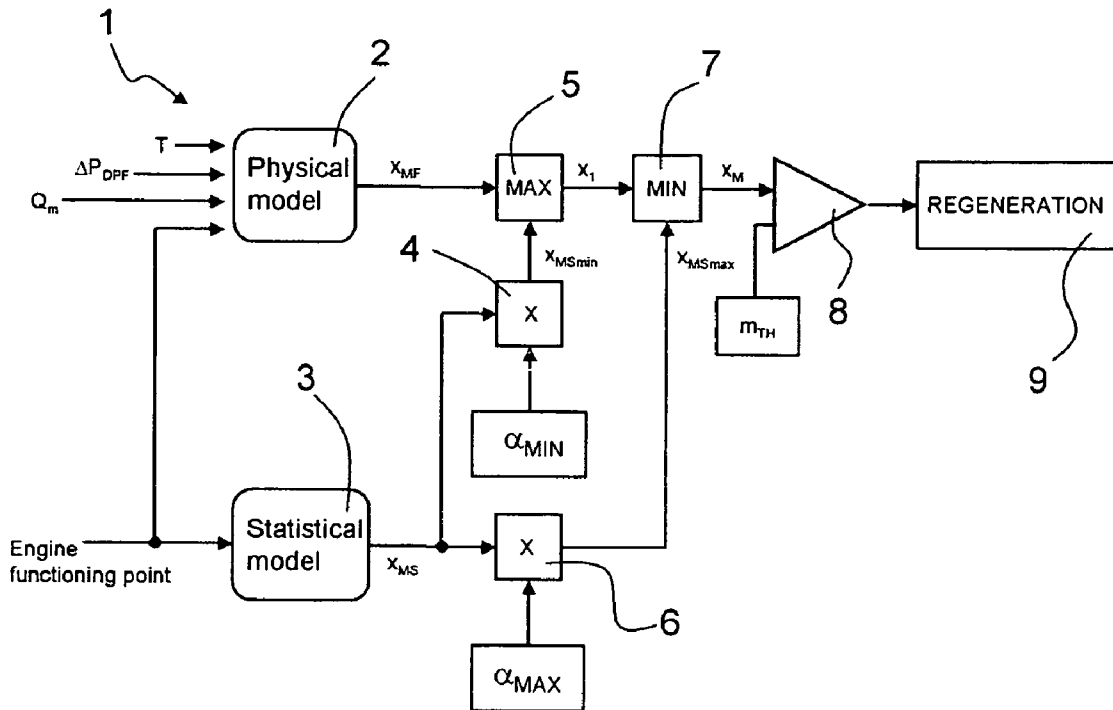 1
2
5
7
T
ΔP_DPF
Q_m
Physical
model
x_MF
MAX
x_1
MIN
x_M
8
REGENERATION
9
4
x_MSmin
x_MSmax
X
m_TH
α_MIN
3
Engine
functioning point
Statistical
model
x_MS
X
6
α_MAX